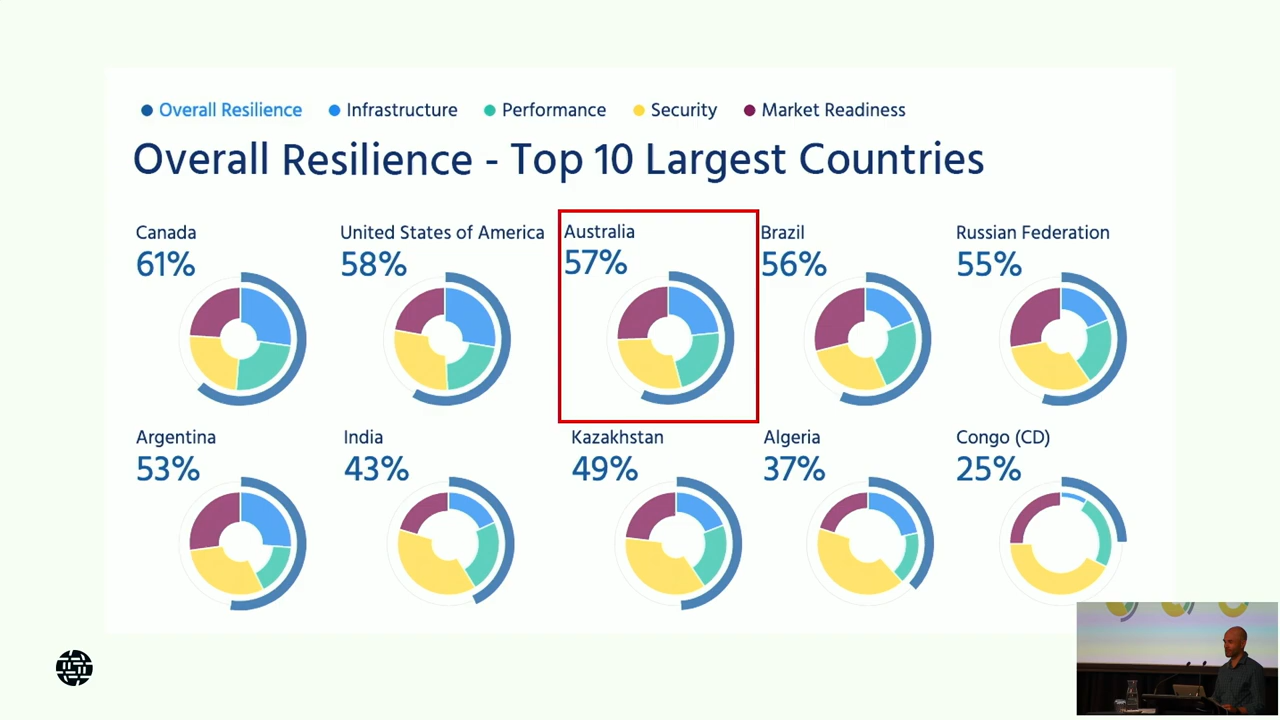 Overall Resilience Infrastructure Performance Security Market Readiness
Overall Resilience - Top 10 Largest Countries
Canada
61%
United States of America
58%
Australia
57%
Brazil
56%
Russian Federation
55%
Argentina
53%
India
43%
Kazakhstan
49%
Algeria
37%
Congo (CD)
25%